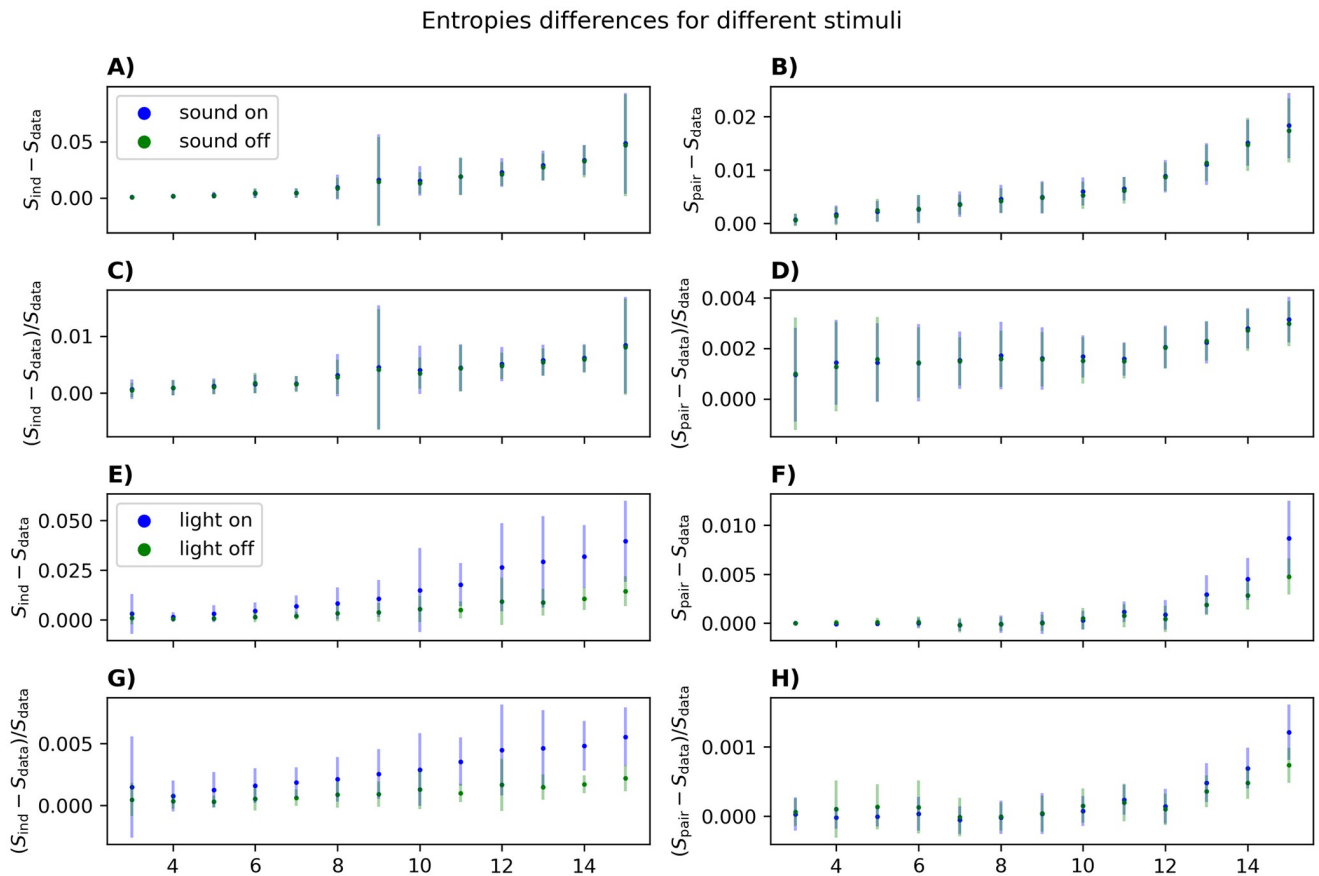 Entropies differences for different stimuli
A)
B)
S_ind − S_data
0.05
0.00
sound on
sound off
S_pair − S_data
0.02
0.01
0.00
C)
D)
(S_ind − S_data)/S_data
0.01
0.00
(S_pair − S_data)/S_data
0.004
0.002
0.000
E)
F)
S_ind − S_data
0.050
0.025
0.000
light on
light off
S_pair − S_data
0.010
0.005
0.000
G)
H)
(S_ind − S_data)/S_data
0.005
0.000
(S_pair − S_data)/S_data
0.001
0.000
4 6 8 10 12 14
4 6 8 10 12 14